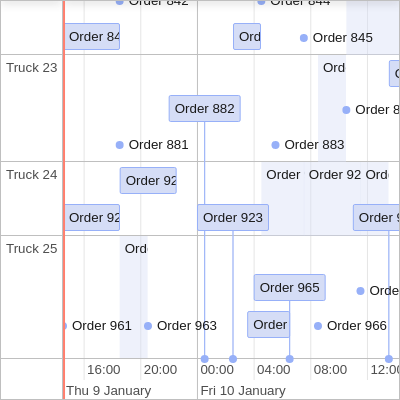 Order 842 Order 844
Order 84 Ord Order 845
Truck 23 Ord
Order 882 Order 8
Order 881 Order 883
Truck 24 Order Order 92 Ord
Order 92
Order 92 Order 923 Order 9
Truck 25 Ord
Order 965 Orde
Order 961 Order 963 Order Order 966
16:00 20:00 00:00 04:00 08:00 12:00
Thu 9 January Fri 10 January